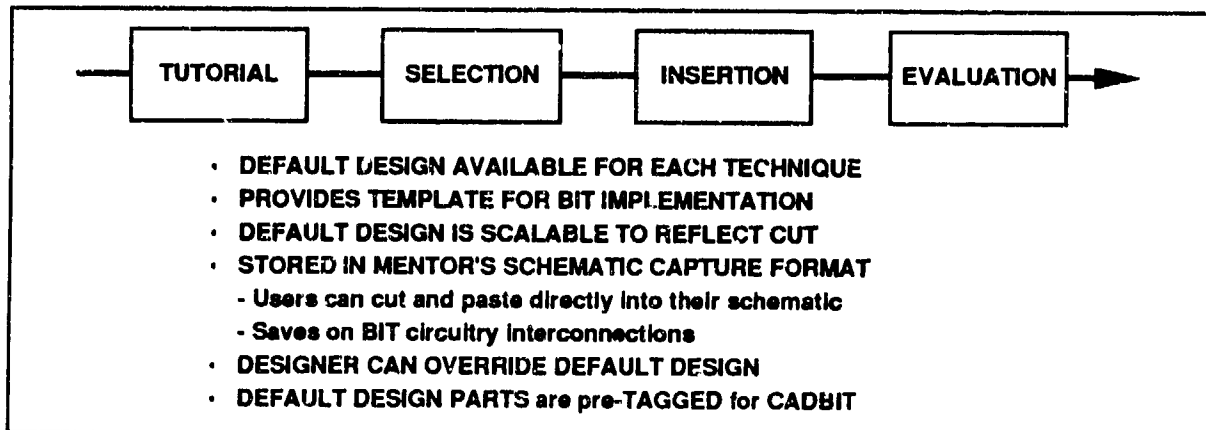 TUTORIAL
SELECTION
INSERTION
EVALUATION
· DEFAULT DESIGN AVAILABLE FOR EACH TECHNIQUE
· PROVIDES TEMPLATE FOR BIT IMPLEMENTATION
· DEFAULT DESIGN IS SCALABLE TO REFLECT CUT
· STORED IN MENTOR'S SCHEMATIC CAPTURE FORMAT
- Users can cut and paste directly into their schematic
- Saves on BIT circuitry interconnections
· DESIGNER CAN OVERRIDE DEFAULT DESIGN
· DEFAULT DESIGN PARTS are pre-TAGGED for CADBIT